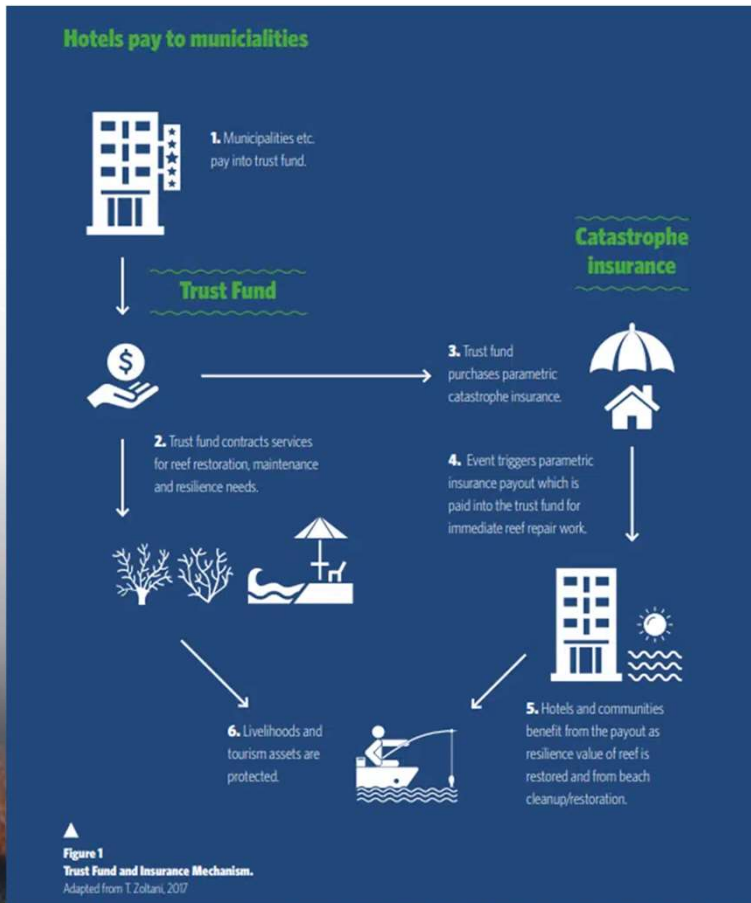 Hotels pay to municialities
1. Municipalities etc.
pay into trust fund.
Trust Fund
Catastrophe
insurance
$
3. Trust fund
purchases parametric
catastrophe insurance.
2. Trust fund contracts services
for reef restoration, maintenance
and resilience needs.
4. Event triggers parametric
insurance payout which is
paid into the trust fund for
immediate reef repair work.
5. Hotels and communities
benefit from the payout as
resilience value of reef is
restored and from beach
cleanup/restoration.
6. Livelihoods and
tourism assets are
protected.
Figure 1
Trust Fund and Insurance Mechanism.
Adapted from T. Zoltani, 2017